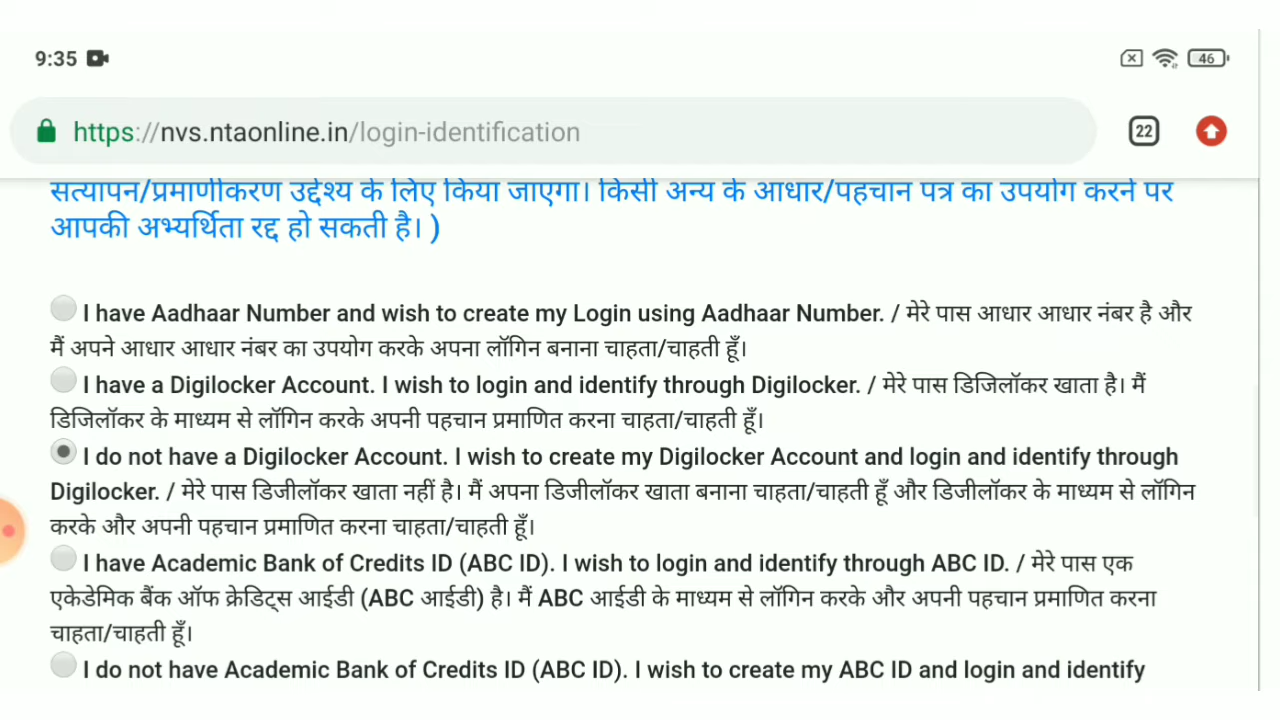 9:35
46
https://nvs.ntaonline.in/login-identification
22
सत्यापन/प्रमाणीकरण उद्देश्य के लिए किया जाएगा। किसी अन्य के आधार/पहचान पत्र का उपयोग करने पर
आपकी अभ्यर्थिता रद्द हो सकती है। )
I have Aadhaar Number and wish to create my Login using Aadhaar Number. / मेरे पास आधार आधार नंबर है और
मैं अपने आधार आधार नंबर का उपयोग करके अपना लॉगिन बनाना चाहता/चाहती हूँ।
I have a Digilocker Account. I wish to login and identify through Digilocker. / मेरे पास डिजिलॉकर खाता है। मैं
डिजिलॉकर के माध्यम से लॉगिन करके अपनी पहचान प्रमाणित करना चाहता/चाहती हूँ।
I do not have a Digilocker Account. I wish to create my Digilocker Account and login and identify through
Digilocker. / मेरे पास डिजीलॉकर खाता नहीं है। मैं अपना डिजीलॉकर खाता बनाना चाहता/चाहती हूँ और डिजीलॉकर के माध्यम से लॉगिन
करके और अपनी पहचान प्रमाणित करना चाहता/चाहती हूँ।
I have Academic Bank of Credits ID (ABC ID). I wish to login and identify through ABC ID. / मेरे पास एक
एकेडेमिक बैंक ऑफ क्रेडिट्स आईडी (ABC आईडी) है। मैं ABC आईडी के माध्यम से लॉगिन करके और अपनी पहचान प्रमाणित करना
चाहता/चाहती हूँ।
I do not have Academic Bank of Credits ID (ABC ID). I wish to create my ABC ID and login and identify